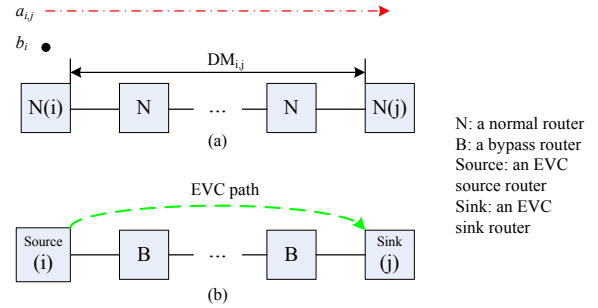 a_{i,j}
b_i
DM_{i,j}
N(i) N ... N N(j)
(a)
EVC path
Source (i) B ... B Sink (j)
(b)
N: a normal router
B: a bypass router
Source: an EVC
source router
Sink: an EVC
sink router